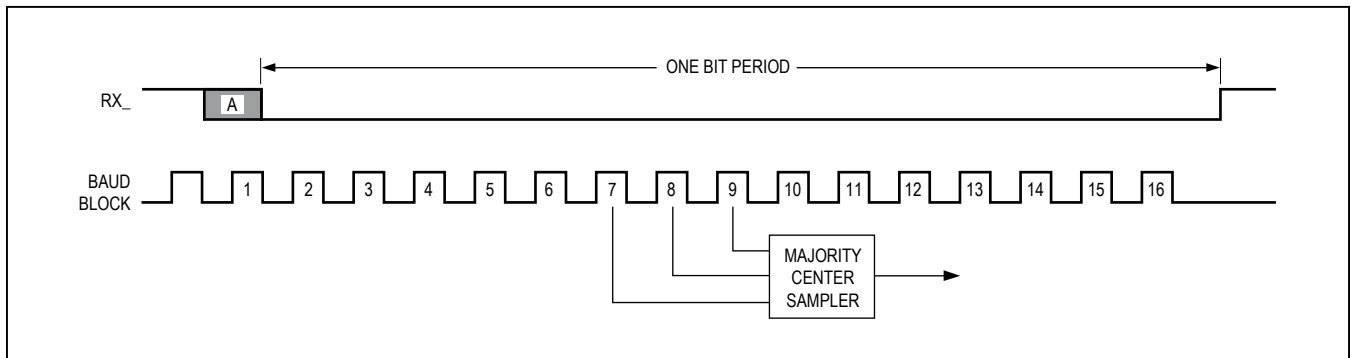 ONE BIT PERIOD
RX_
A
BAUD
BLOCK
1 2 3 4 5 6 7 8 9 10 11 12 13 14 15 16
MAJORITY
CENTER
SAMPLER